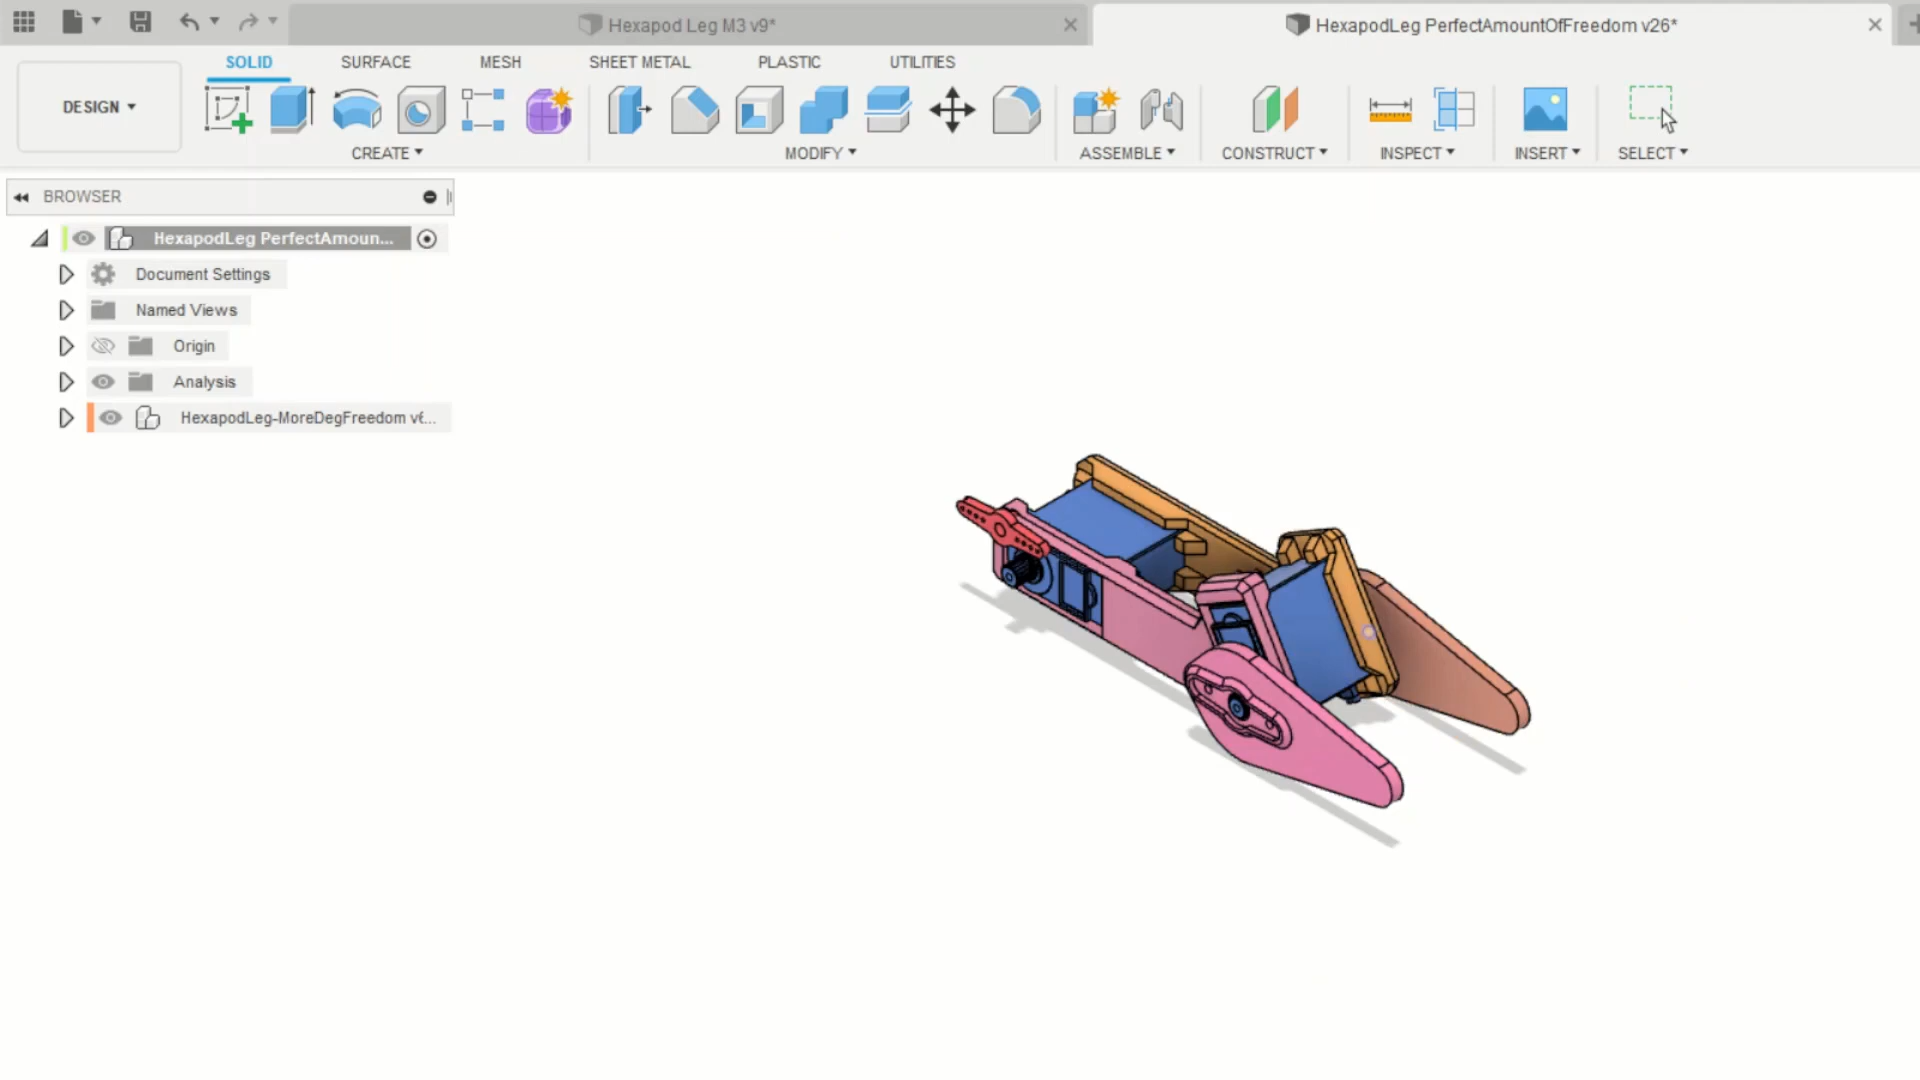 Hexapod Leg M3 v9*
HexapodLeg PerfectAmountOfFreedom v26*
SOLID SURFACE MESH SHEET METAL PLASTIC UTILITIES
DESIGN
CREATE MODIFY ASSEMBLE CONSTRUCT INSPECT INSERT SELECT
BROWSER
HexapodLeg PerfectAmoun...
Document Settings
Named Views
Origin
Analysis
HexapodLeg-MoreDegFreedom v6...